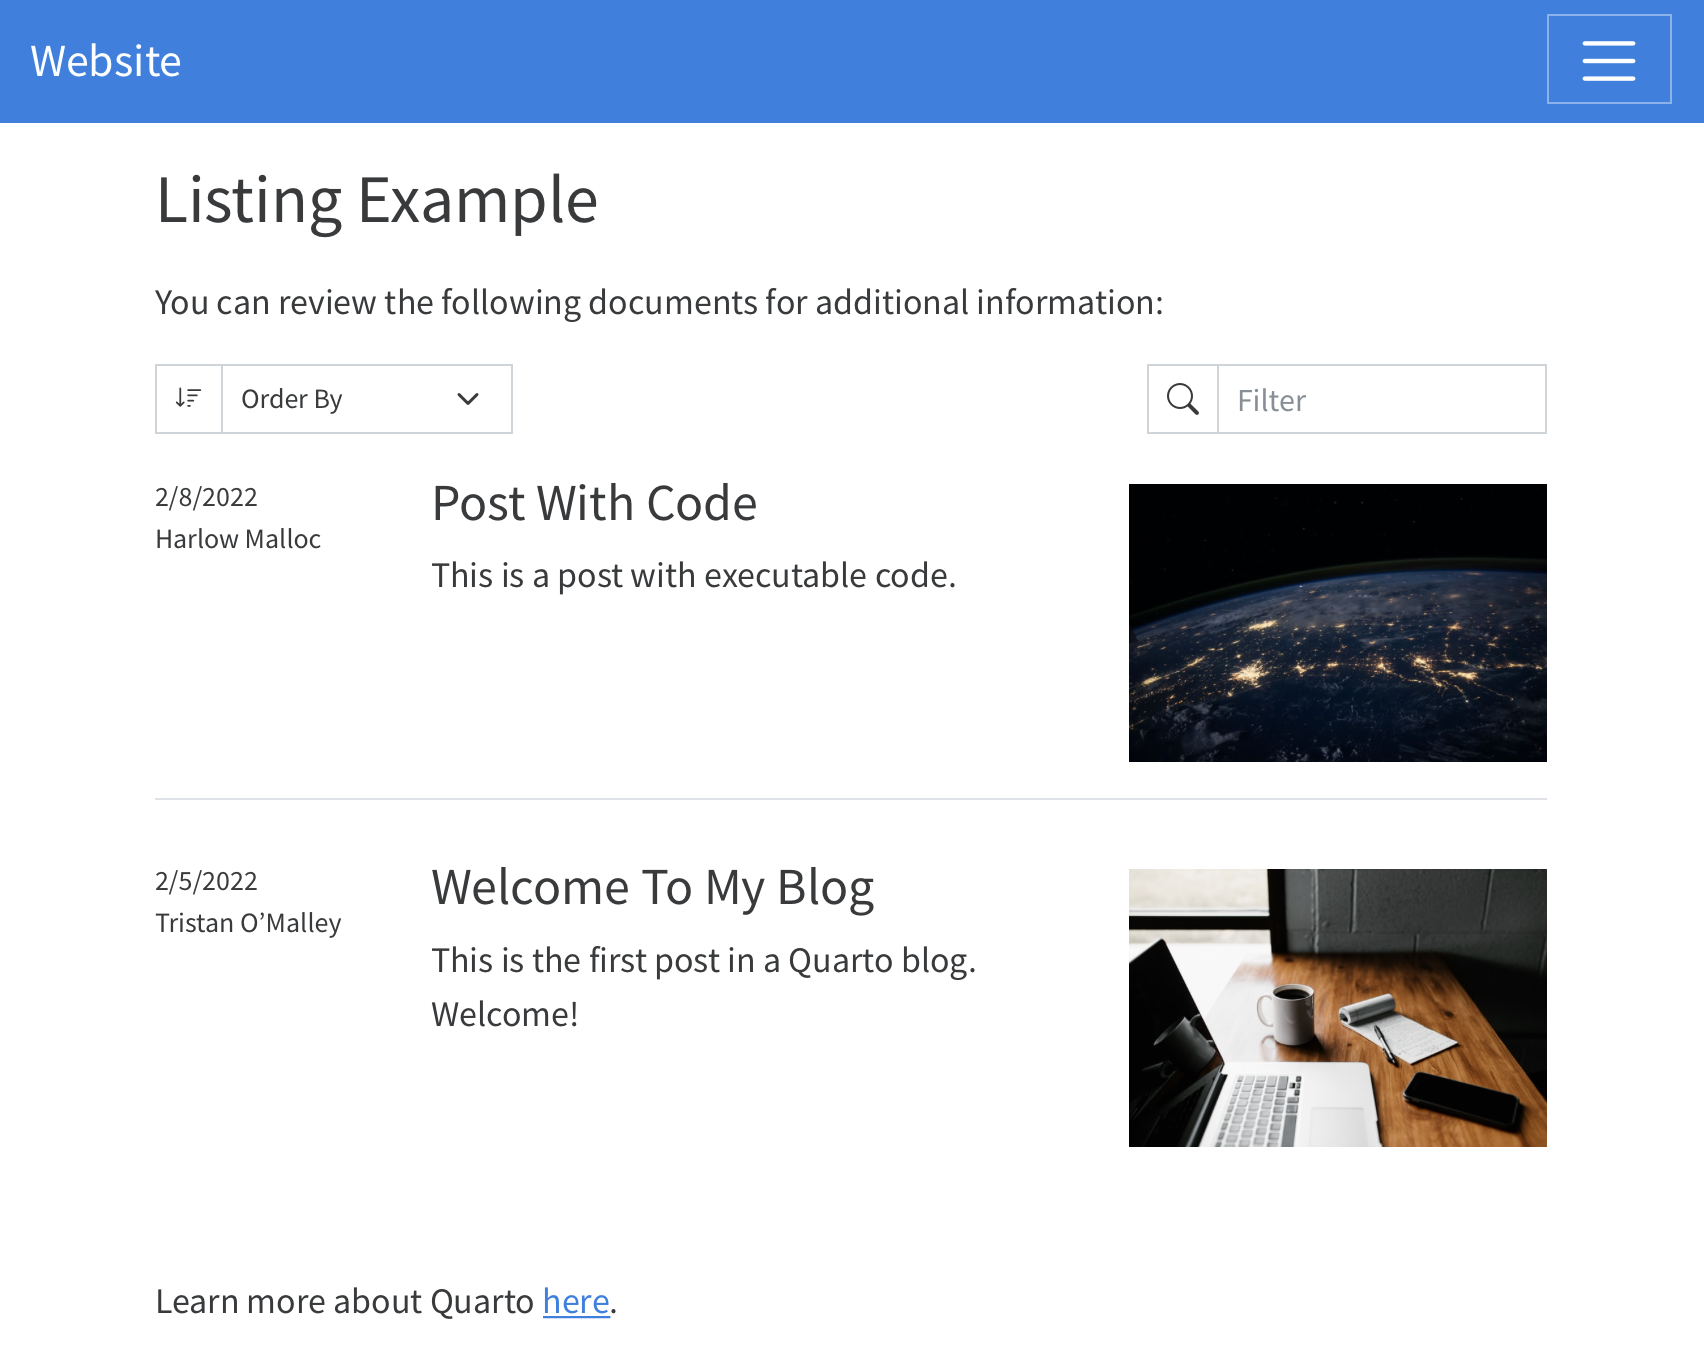 Website
Listing Example
You can review the following documents for additional information:
Order By
Filter
2/8/2022
Harlow Malloc
Post With Code
This is a post with executable code.
2/5/2022
Tristan O’Malley
Welcome To My Blog
This is the first post in a Quarto blog.
Welcome!
Learn more about Quarto here.